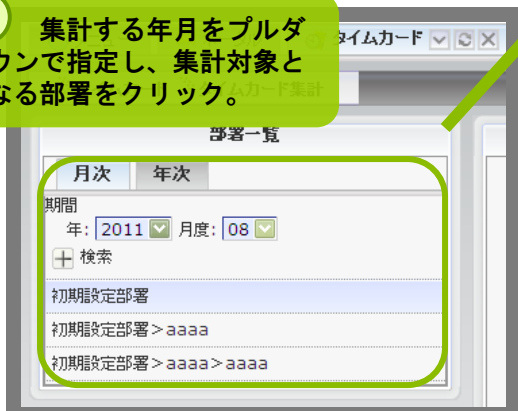 集計する年月をプルダ
ウンで指定し、集計対象と
なる部署をクリック。
タイムカード
タイムカード集計
部署一覧
月次 年次
期間
年: 2011 月度: 08
検索
初期設定部署
初期設定部署>aaaa
初期設定部署>aaaa>aaaa